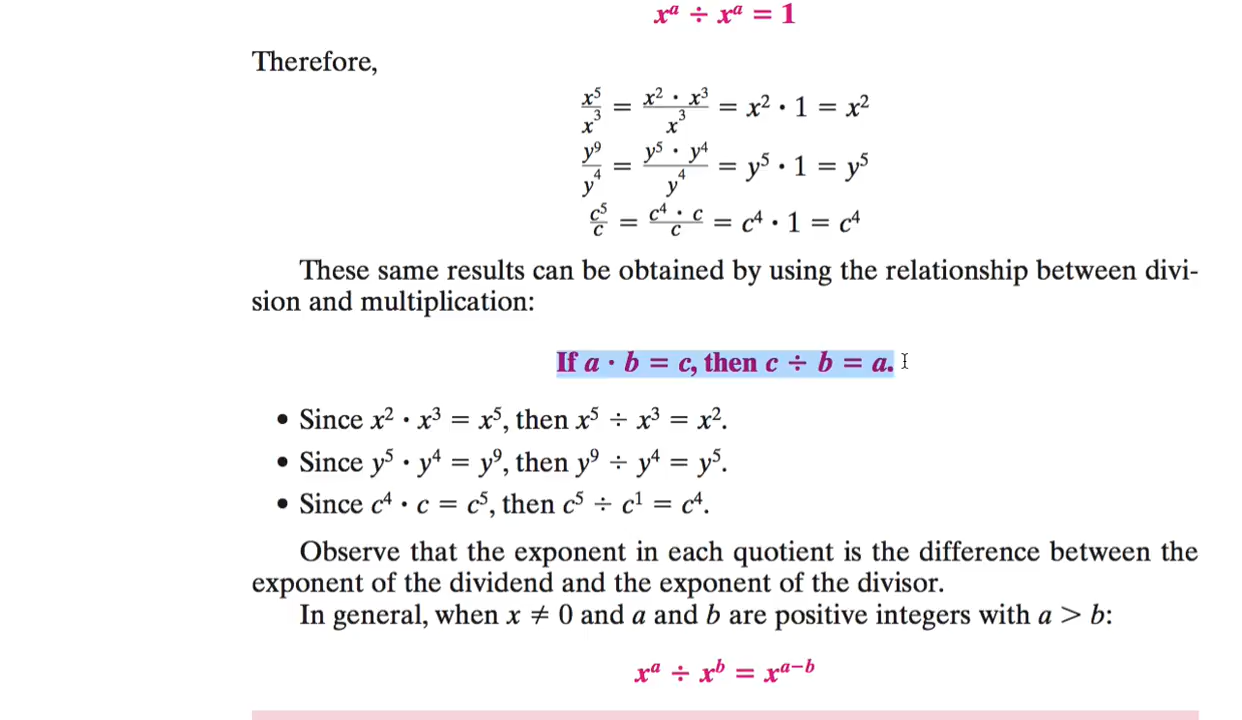 xᵃ ÷ xᵃ = 1
Therefore,
x⁵/x³ = (x² · x³)/x³ = x² · 1 = x²
y⁹/y⁴ = (y⁵ · y⁴)/y⁴ = y⁵ · 1 = y⁵
c⁵/c = (c⁴ · c)/c = c⁴ · 1 = c⁴
These same results can be obtained by using the relationship between divi-
sion and multiplication:
If a · b = c, then c ÷ b = a.
• Since x² · x³ = x⁵, then x⁵ ÷ x³ = x².
• Since y⁵ · y⁴ = y⁹, then y⁹ ÷ y⁴ = y⁵.
• Since c⁴ · c = c⁵, then c⁵ ÷ c¹ = c⁴.
Observe that the exponent in each quotient is the difference between the
exponent of the dividend and the exponent of the divisor.
In general, when x ≠ 0 and a and b are positive integers with a > b:
xᵃ ÷ xᵇ = xᵃ⁻ᵇ